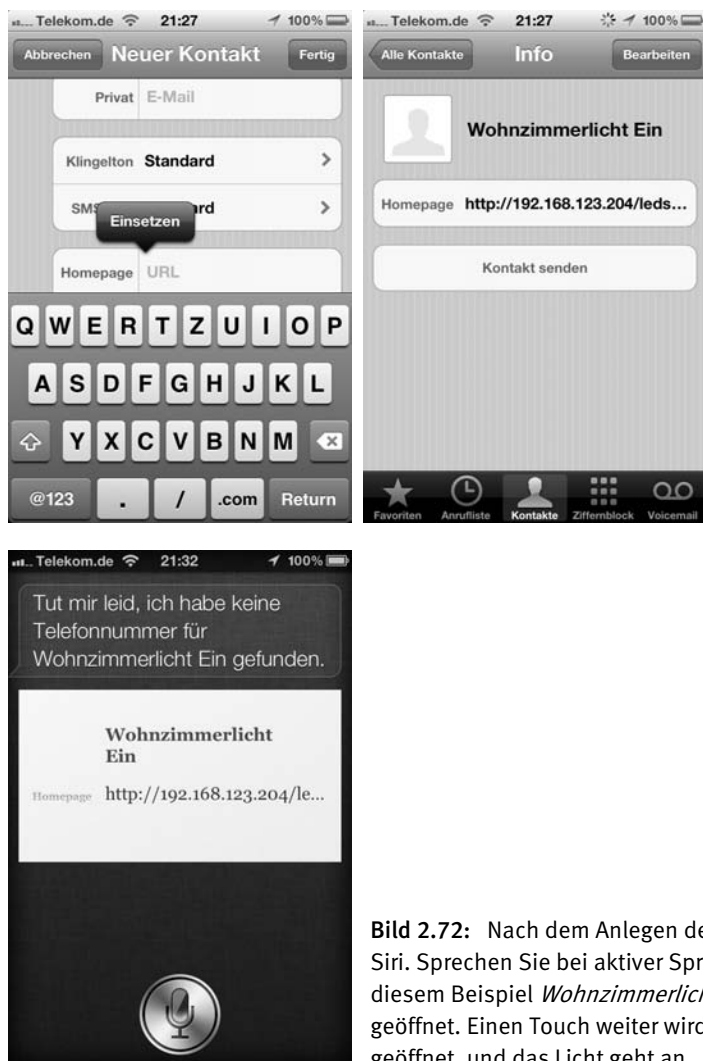 Telekom.de 21:27 100%
Abbrechen Neuer Kontakt Fertig
Privat E-Mail
Klingelton Standard >
SMS rd >
Einsetzen
Homepage URL
Q W E R T Z U I O P
A S D F G H J K L
Y X C V B N M
@123 . / .com Return
Telekom.de 21:27 100%
Alle Kontakte Info Bearbeiten
Wohnzimmerlicht Ein
Homepage http://192.168.123.204/leds...
Kontakt senden
Favoriten Anrufliste Kontakte Ziffernblock Voicemail
Telekom.de 21:32 100%
Tut mir leid, ich habe keine
Telefonnummer für
Wohnzimmerlicht Ein gefunden.
Wohnzimmerlicht
Ein
Homepage http://192.168.123.204/le...
Bild 2.72: Nach dem Anlegen de
Siri. Sprechen Sie bei aktiver Spr
diesem Beispiel Wohnzimmerlich
geöffnet. Einen Touch weiter wird
geöffnet, und das Licht geht an